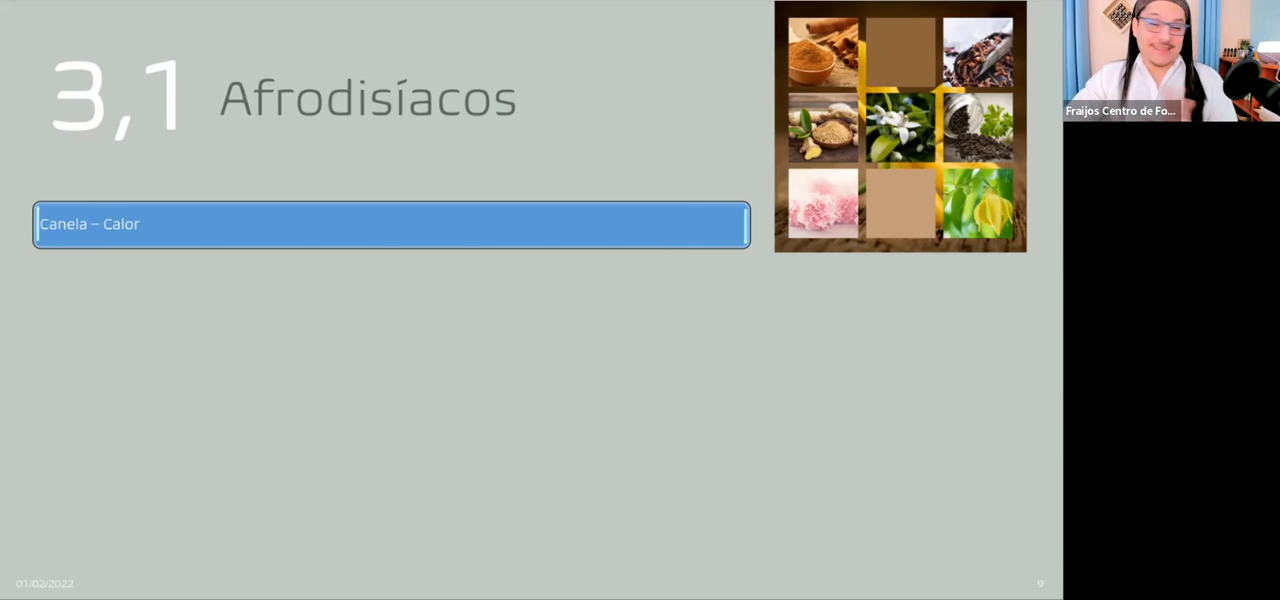 3,1 Afrodisíacos
Canela – Calor
01/02/2022
9
Fraijos Centro de Fo...